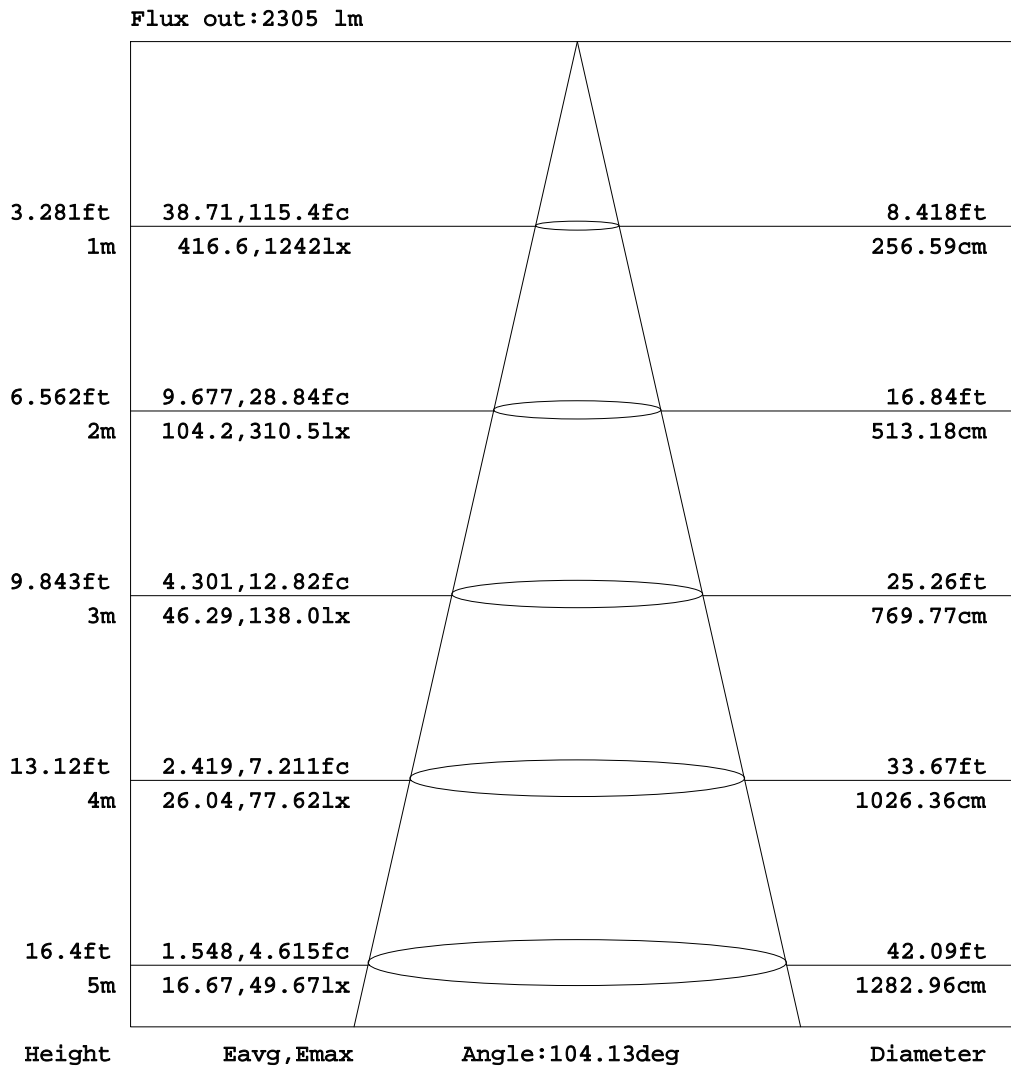 Flux out:2305 lm
3.281ft 38.71,115.4fc 8.418ft
1m 416.6,1242lx 256.59cm
6.562ft 9.677,28.84fc 16.84ft
2m 104.2,310.5lx 513.18cm
9.843ft 4.301,12.82fc 25.26ft
3m 46.29,138.0lx 769.77cm
13.12ft 2.419,7.211fc 33.67ft
4m 26.04,77.62lx 1026.36cm
16.4ft 1.548,4.615fc 42.09ft
5m 16.67,49.67lx 1282.96cm
Height Eavg,Emax Angle:104.13deg Diameter